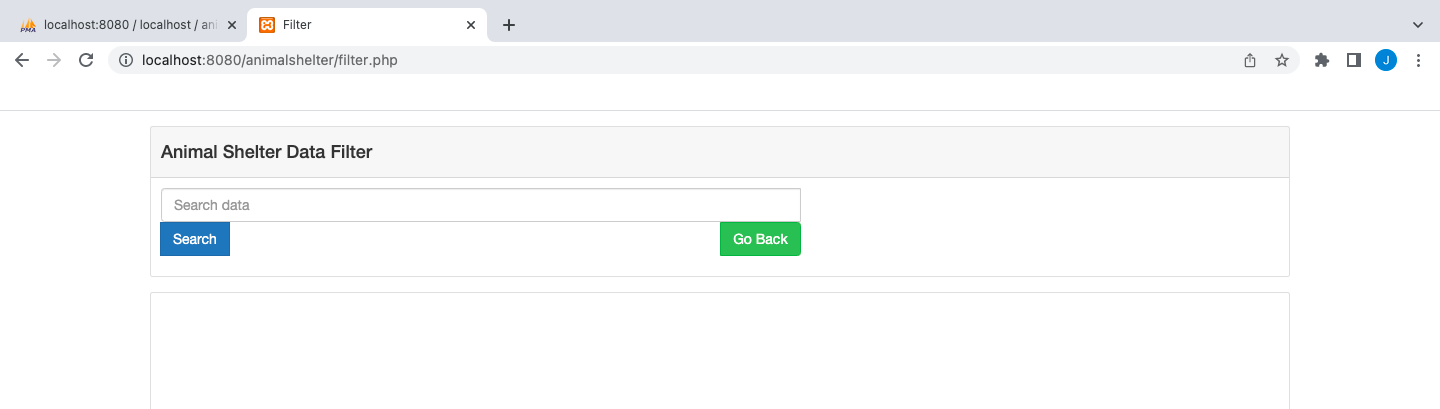 localhost:8080 / localhost / ani
Filter
localhost:8080/animalshelter/filter.php
J
Animal Shelter Data Filter
Search data
Search
Go Back